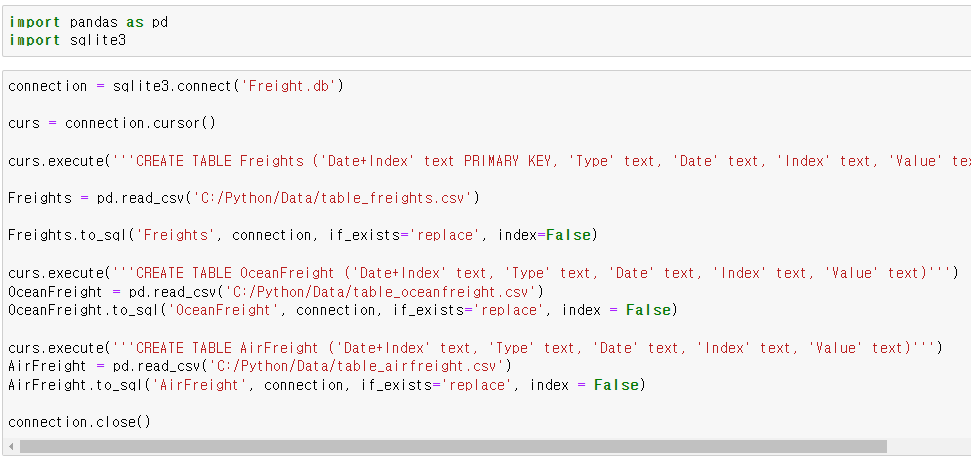 import pandas as pd
import sqlite3
connection = sqlite3.connect('Freight.db')
curs = connection.cursor()
curs.execute('''CREATE TABLE Freights ('Date+Index' text PRIMARY KEY, 'Type' text, 'Date' text, 'Index' text, 'Value' tex
Freights = pd.read_csv('C:/Python/Data/table_freights.csv')
Freights.to_sql('Freights', connection, if_exists='replace', index=False)
curs.execute('''CREATE TABLE OceanFreight ('Date+Index' text, 'Type' text, 'Date' text, 'Index' text, 'Value' text)''')
OceanFreight = pd.read_csv('C:/Python/Data/table_oceanfreight.csv')
OceanFreight.to_sql('OceanFreight', connection, if_exists='replace', index = False)
curs.execute('''CREATE TABLE AirFreight ('Date+Index' text, 'Type' text, 'Date' text, 'Index' text, 'Value' text)''')
AirFreight = pd.read_csv('C:/Python/Data/table_airfreight.csv')
AirFreight.to_sql('AirFreight', connection, if_exists='replace', index = False)
connection.close()